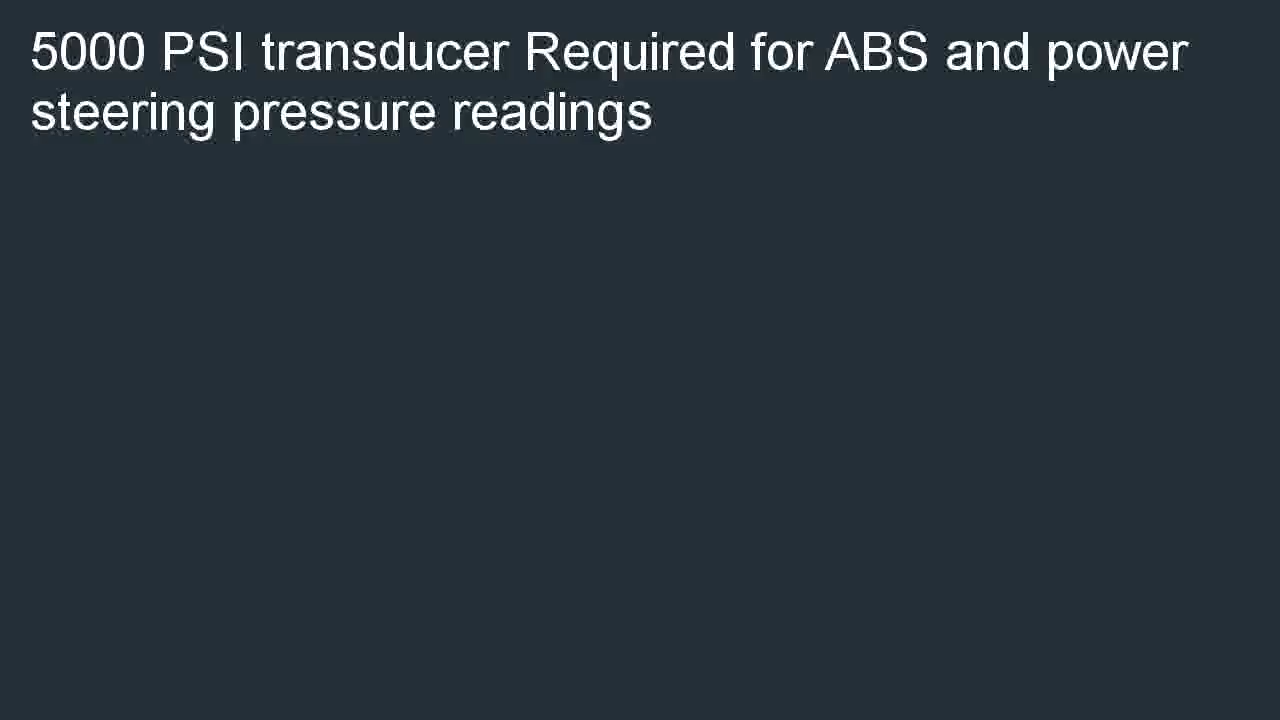 5000 PSI transducer Required for ABS and power
steering pressure readings